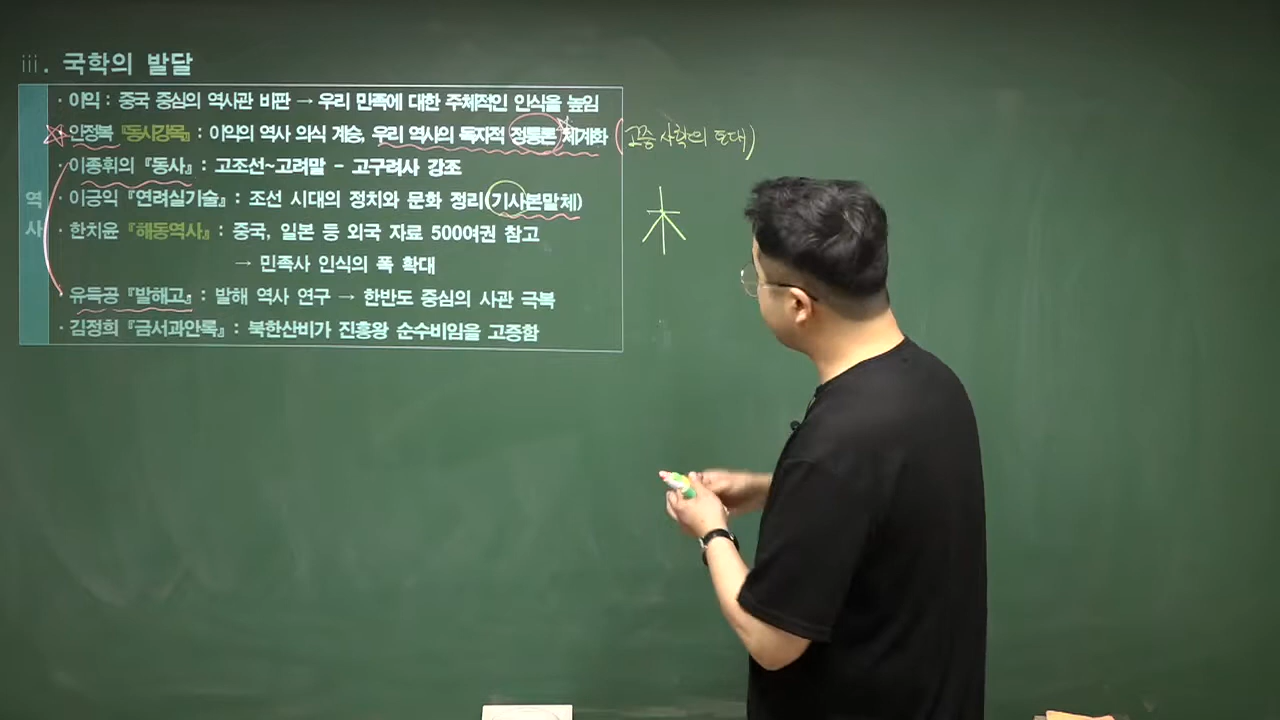 ⅲ. 국학의 발달
역사
· 이익 : 중국 중심의 역사관 비판 → 우리 민족에 대한 주체적인 인식을 높임
· 안정복 『동사강목』 : 이익의 역사 의식 계승, 우리 역사의 독자적 정통론 체계화 (고증 사학의 토대)
· 이종휘의 『동사』 : 고조선~고려말 - 고구려사 강조
· 이긍익 『연려실기술』 : 조선 시대의 정치와 문화 정리(기사본말체)
· 한치윤 『해동역사』 : 중국, 일본 등 외국 자료 500여권 참고
→ 민족사 인식의 폭 확대
· 유득공 『발해고』 : 발해 역사 연구 → 한반도 중심의 사관 극복
· 김정희 『금석과안록』 : 북한산비가 진흥왕 순수비임을 고증함
木